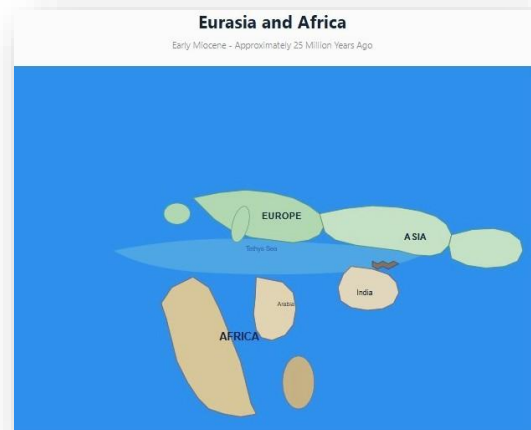 Eurasia and Africa
Early Miocene - Approximately 25 Million Years Ago
EUROPE
ASIA
Tethys Sea
India
Arabia
AFRICA